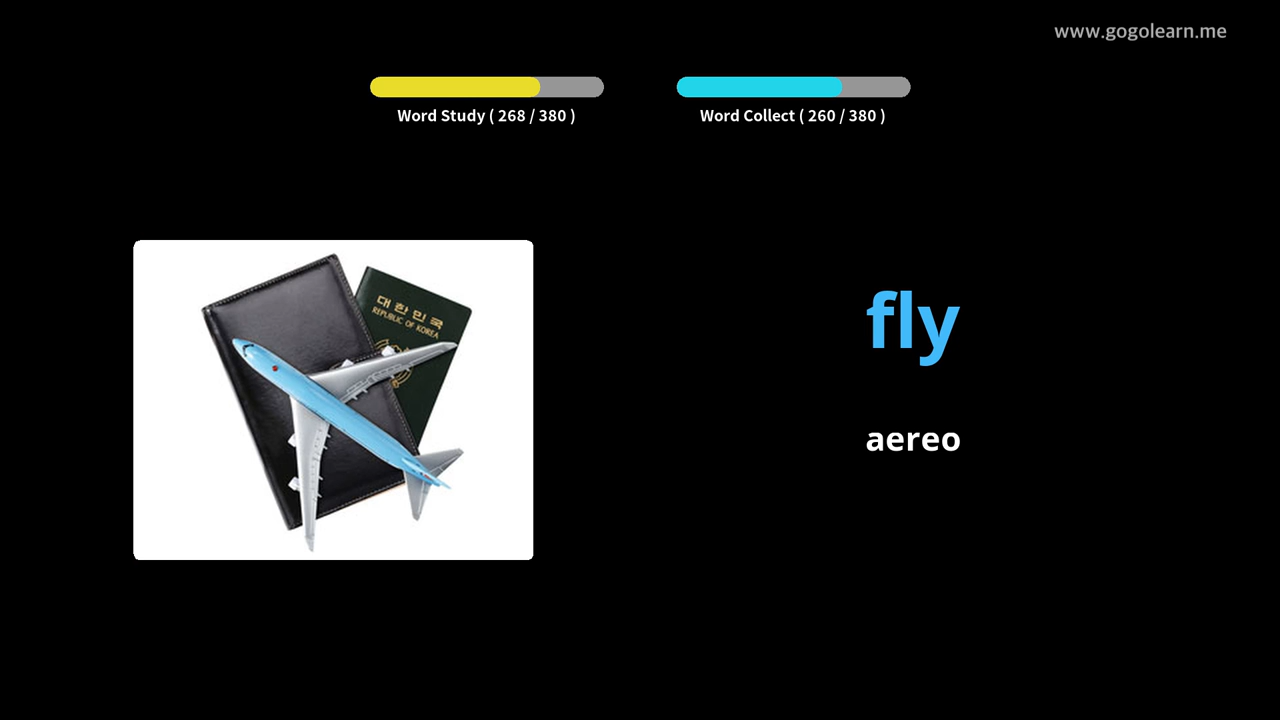 www.gogolearn.me
Word Study ( 268 / 380 )
Word Collect ( 260 / 380 )
대한민국
REPUBLIC OF KOREA
fly
aereo